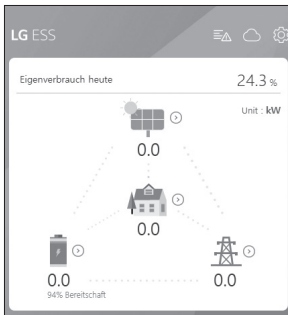 LG ESS
Eigenverbrauch heute 24.3 %
Unit : kW
0.0
0.0
0.0 0.0
94% Bereitschaft